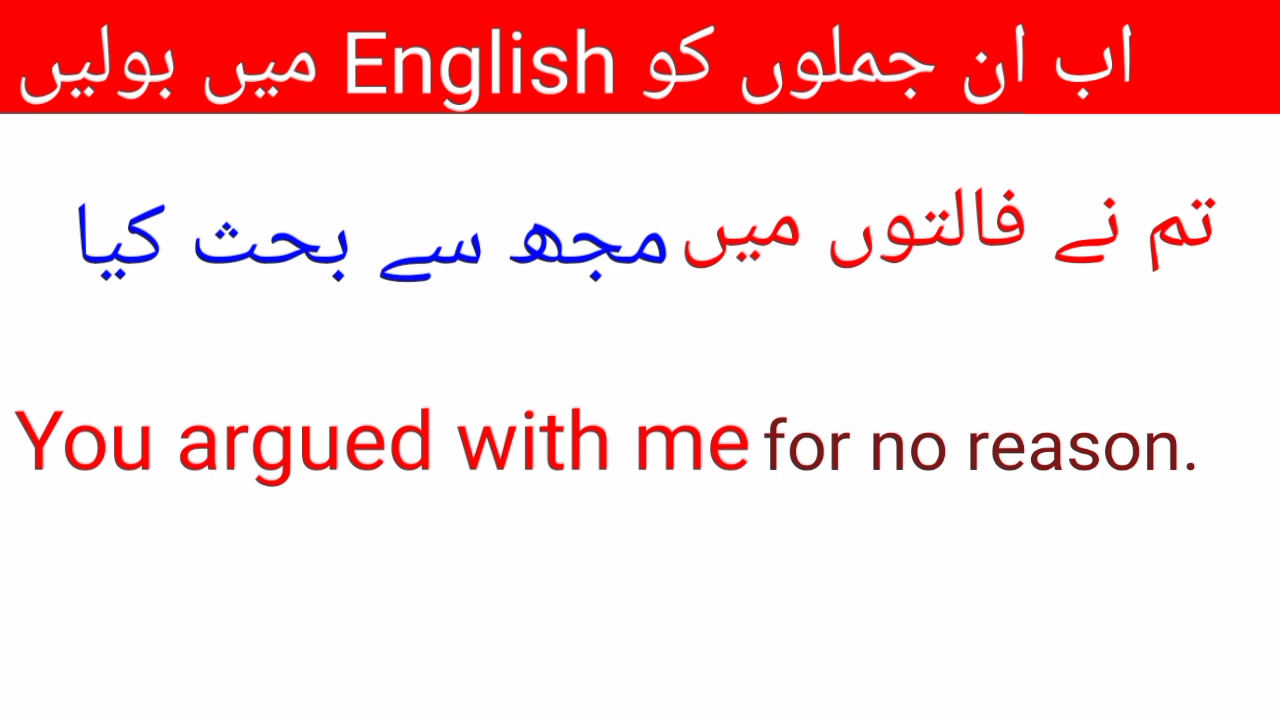 اب ان جملوں کو English میں بولیں
تم نے فالتوں میں مجھ سے بحث کیا
You argued with me for no reason.